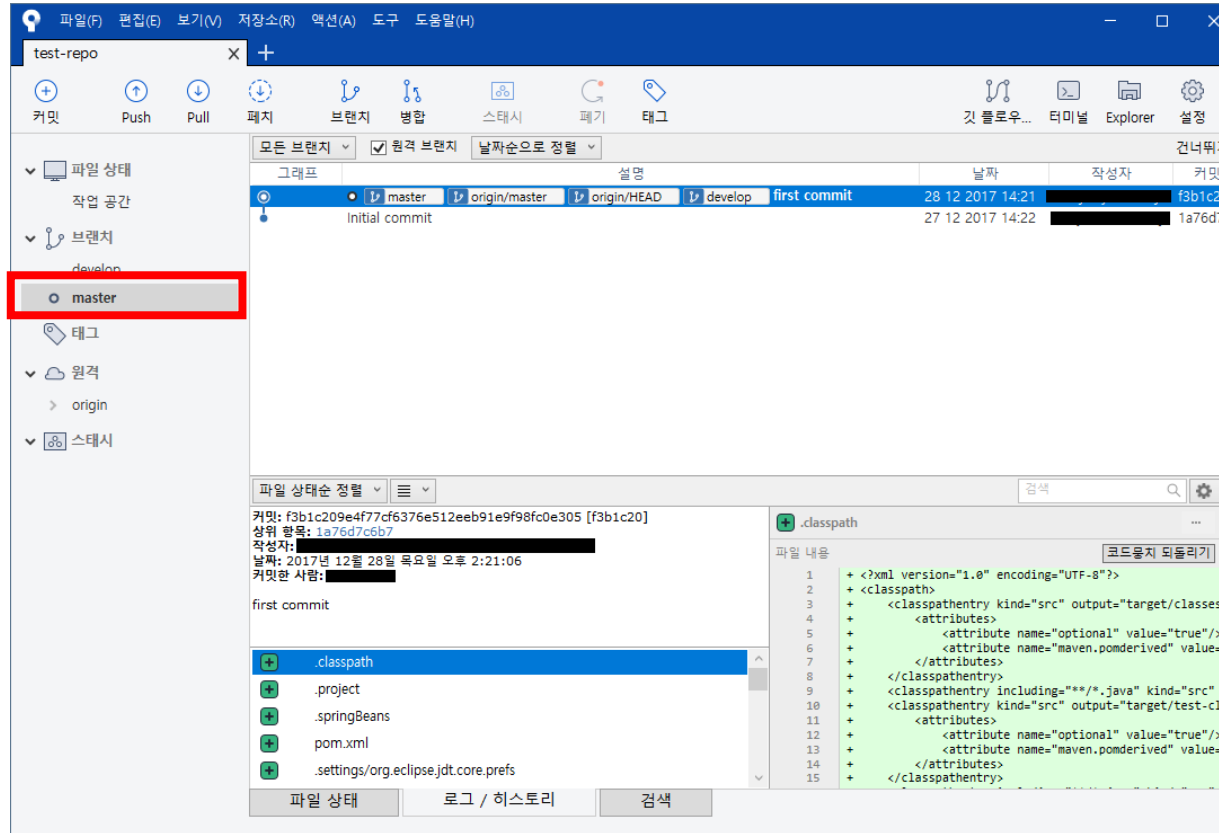 파일(F) 편집(E) 보기(V) 저장소(R) 액션(A) 도구 도움말(H)
test-repo
커밋 Push Pull 페치 브랜치 병합 스태시 폐기 태그 깃 플로우... 터미널 Explorer 설정
모든 브랜치 원격 브랜치 날짜순으로 정렬 건너뛰
파일 상태
작업 공간
브랜치
develop
master
태그
원격
origin
스태시
그래프 설명 날짜 작성자 커밋
master origin/master origin/HEAD develop first commit 28 12 2017 14:21 f3b1c2
Initial commit 27 12 2017 14:22 1a76d
파일 상태순 정렬 검색
커밋: f3b1c209e4f77cf6376e512eeb91e9f98fc0e305 [f3b1c20]
상위 항목: 1a76d7c6b7
작성자:
날짜: 2017년 12월 28일 목요일 오후 2:21:06
커밋한 사람:
first commit
.classpath
.project
.springBeans
pom.xml
.settings/org.eclipse.jdt.core.prefs
.classpath ...
파일 내용 코드뭉치 되돌리기
1 + <?xml version="1.0" encoding="UTF-8"?>
2 + <classpath>
3 + <classpathentry kind="src" output="target/classes
4 + <attributes>
5 + <attribute name="optional" value="true"/>
6 + <attribute name="maven.pomderived" value=
7 + </attributes>
8 + </classpathentry>
9 + <classpathentry including="**/*.java" kind="src"
10 + <classpathentry kind="src" output="target/test-cl
11 + <attributes>
12 + <attribute name="optional" value="true"/>
13 + <attribute name="maven.pomderived" value=
14 + </attributes>
15 + </classpathentry>
파일 상태 로그 / 히스토리 검색